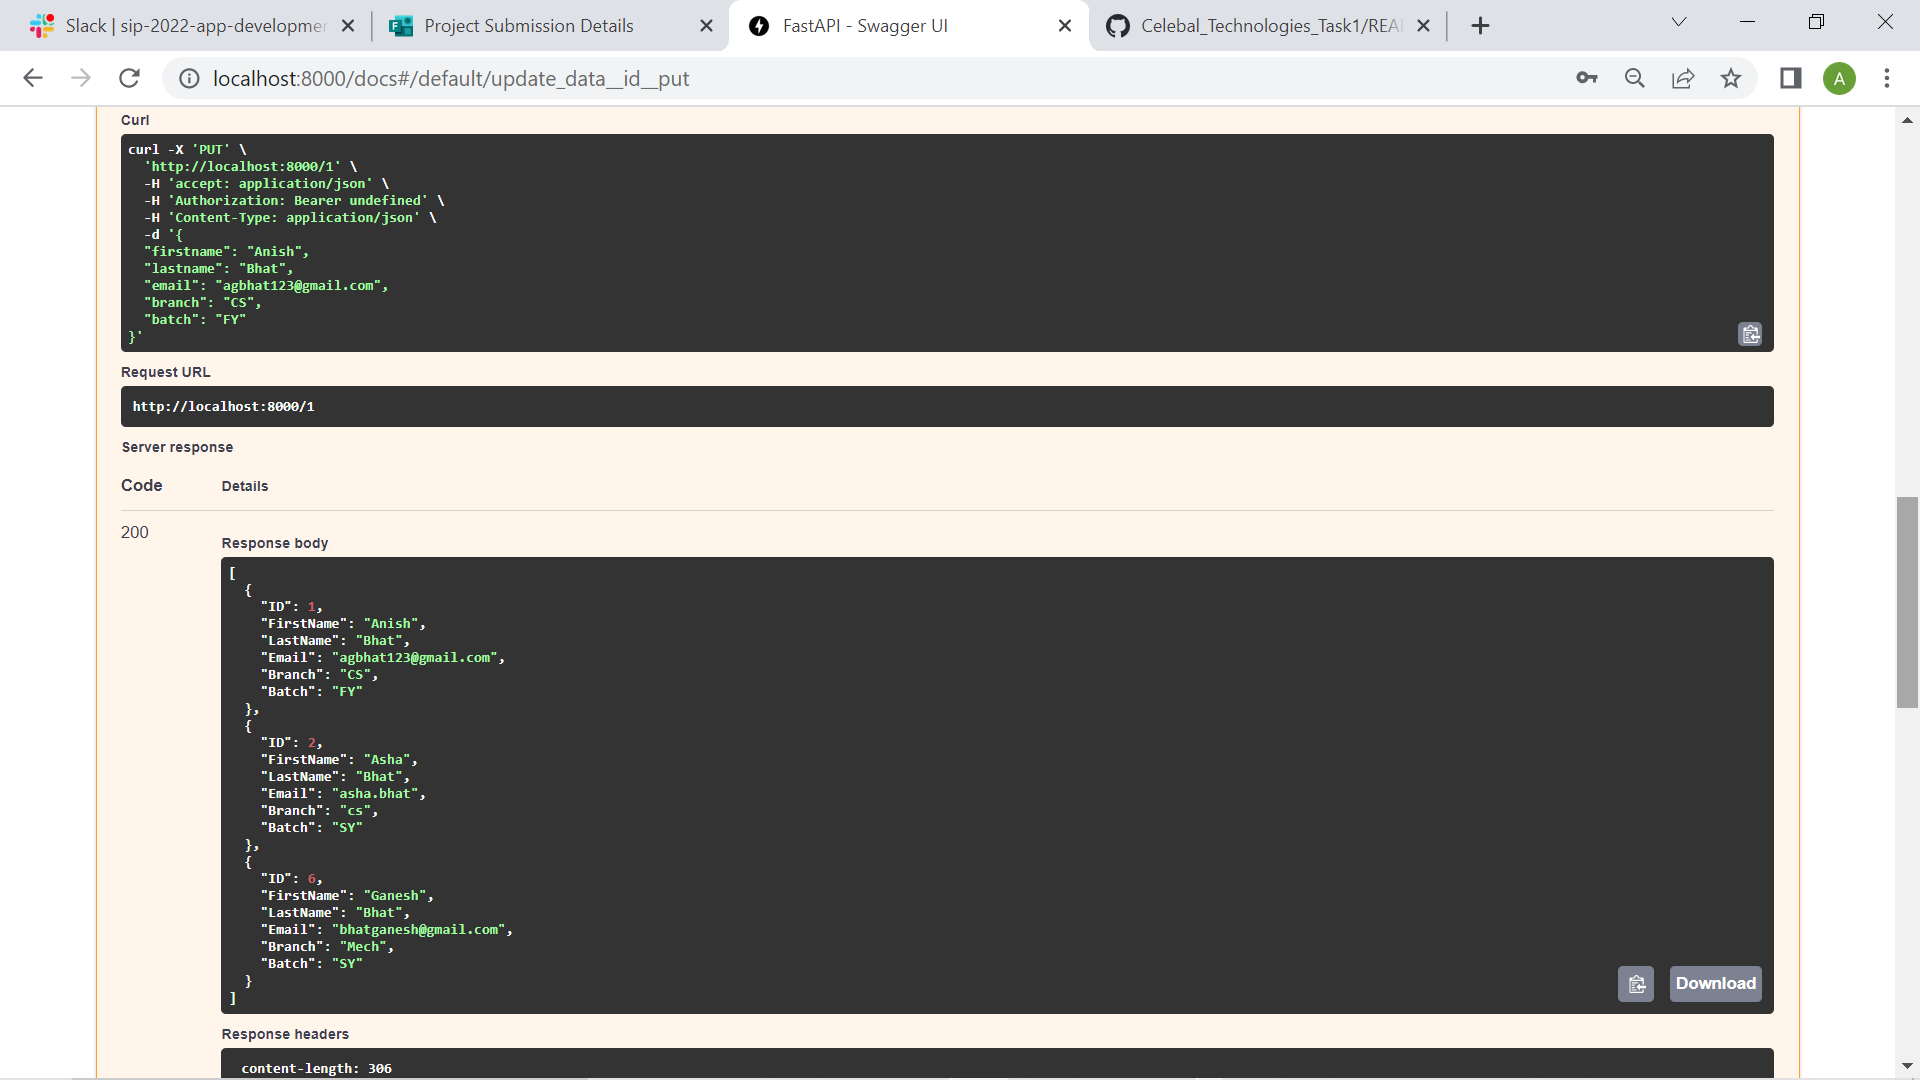 Slack | sip-2022-app-developmen
Project Submission Details
FastAPI - Swagger UI
Celebal_Technologies_Task1/REA
localhost:8000/docs#/default/update_data__id__put
A
Curl
curl -X 'PUT' \
'http://localhost:8000/1' \
-H 'accept: application/json' \
-H 'Authorization: Bearer undefined' \
-H 'Content-Type: application/json' \
-d '{
"firstname": "Anish",
"lastname": "Bhat",
"email": "agbhat123@gmail.com",
"branch": "CS",
"batch": "FY"
}'
Request URL
http://localhost:8000/1
Server response
Code Details
200
Response body
[
{
"ID": 1,
"FirstName": "Anish",
"LastName": "Bhat",
"Email": "agbhat123@gmail.com",
"Branch": "CS",
"Batch": "FY"
},
{
"ID": 2,
"FirstName": "Asha",
"LastName": "Bhat",
"Email": "asha.bhat",
"Branch": "cs",
"Batch": "SY"
},
{
"ID": 6,
"FirstName": "Ganesh",
"LastName": "Bhat",
"Email": "bhatganesh@gmail.com",
"Branch": "Mech",
"Batch": "SY"
}
]
Download
Response headers
content-length: 306